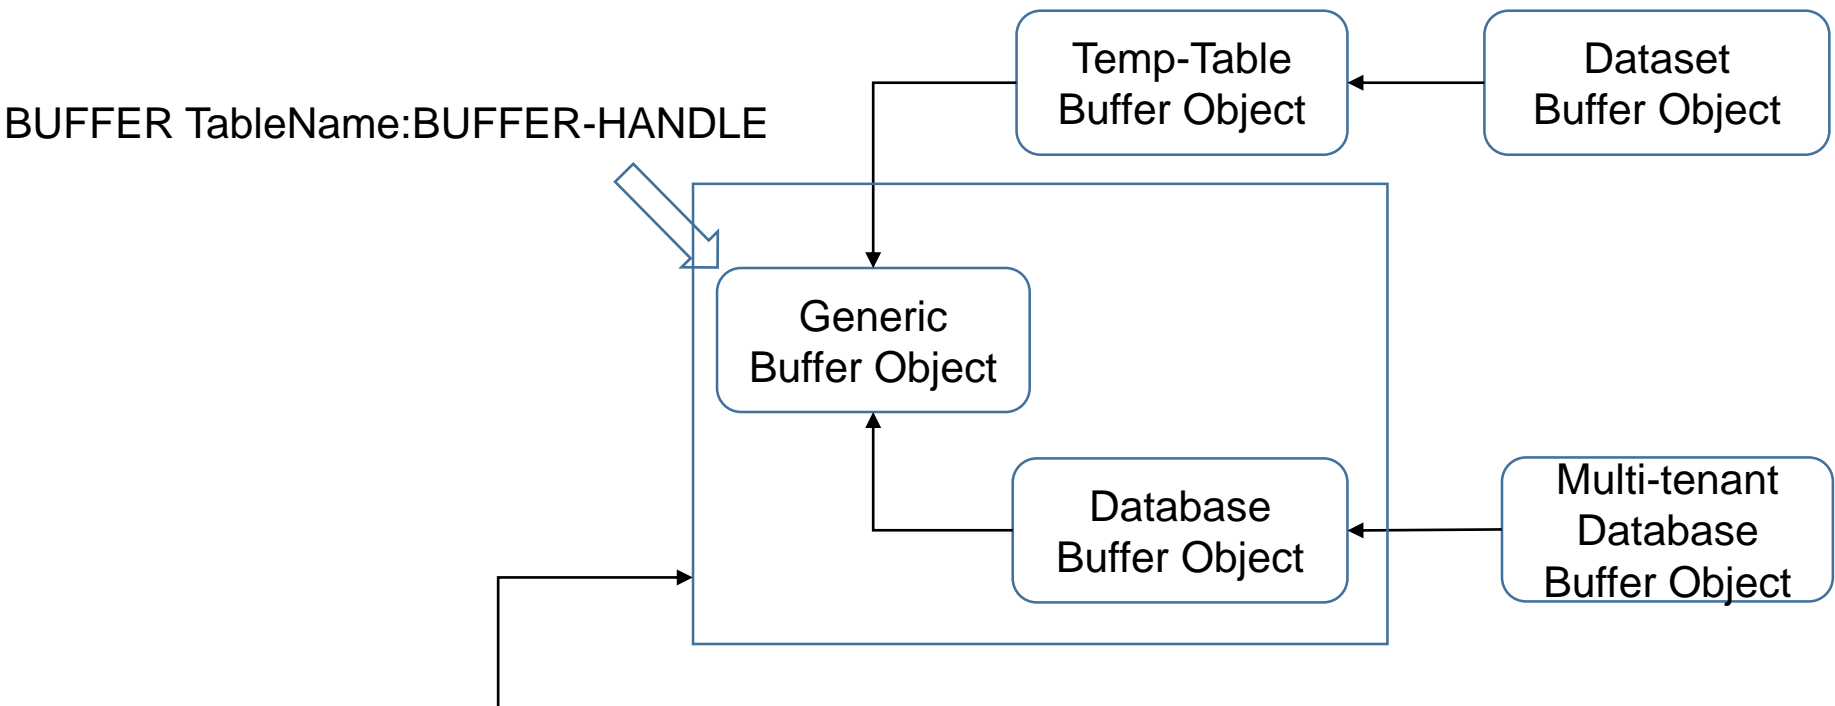 Temp-Table
Buffer Object
Dataset
Buffer Object
BUFFER TableName:BUFFER-HANDLE
Generic
Buffer Object
Database
Buffer Object
Multi-tenant
Database
Buffer Object